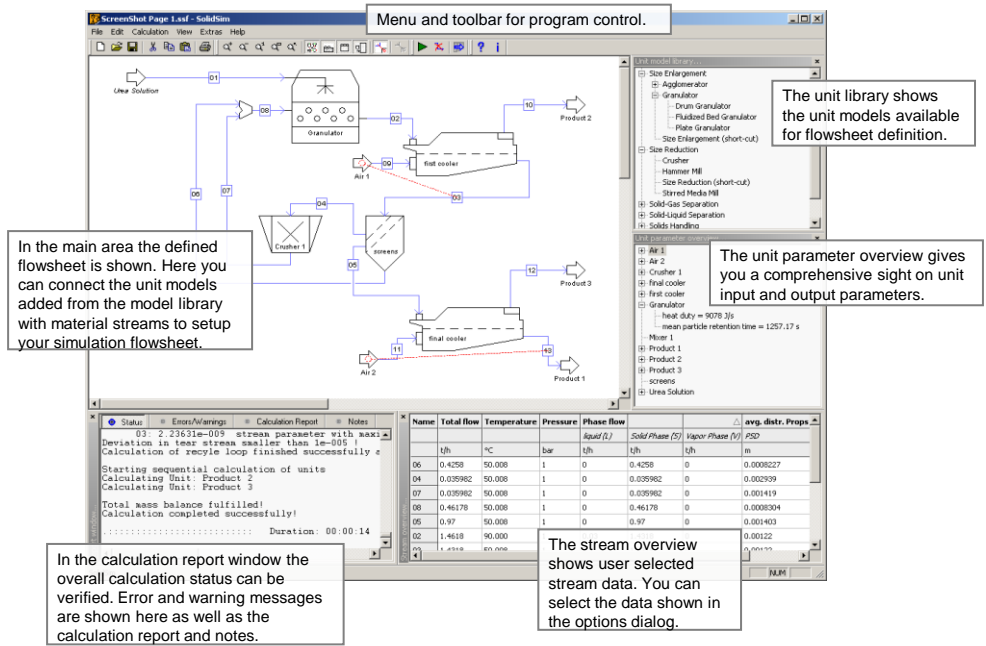 ScreenShot Page 1.ssf - SolidSim
Menu and toolbar for program control.
File Edit Calculation View Extras Help
Urea Solution
01
06
07
08
Granulator
02
10
Product 2
first cooler
Air 1
09
03
04
Crusher 1
screens
05
12
Product 3
final cooler
11
Air 2
13
Product 1
Unit model library...
Size Enlargement
Agglomerator
Granulator
Drum Granulator
Fluidized Bed Granulator
Plate Granulator
Size Enlargement (short-cut)
Size Reduction
Crusher
Hammer Mill
Size Reduction (short-cut)
Stirred Media Mill
Solid-Gas Separation
Solid-Liquid Separation
Solids Handling
The unit library shows
the unit models available
for flowsheet definition.
Unit parameter overview
Air 1
Air 2
Crusher 1
final cooler
first cooler
Granulator
heat duty = 9078 J/s
mean particle retention time = 1257.17 s
Mixer 1
Product 1
Product 2
Product 3
screens
Urea Solution
The unit parameter overview gives
you a comprehensive sight on unit
input and output parameters.
In the main area the defined
flowsheet is shown. Here you
can connect the unit models
added from the model library
with material streams to setup
your simulation flowsheet.
Status Errors/Warnings Calculation Report Notes
03: 2.23631e-009 stream parameter with maxi
Deviation in tear stream smaller than 1e-005 !
Calculation of recyle loop finished successfully a
Starting sequential calculation of units
Calculating Unit: Product 2
Calculating Unit: Product 3
Total mass balance fulfilled!
Calculation completed successfully!
Duration: 00:00:14
Name Total flow Temperature Pressure Phase flow avg. distr. Props
liquid (L) Solid Phase (S) Vapor Phase (V) PSD
t/h °C bar t/h t/h t/h m
06 0.4258 50.008 1 0 0.4258 0 0.0008227
04 0.035982 50.008 1 0 0.035982 0 0.002939
07 0.035982 50.008 1 0 0.035982 0 0.001419
08 0.46178 50.008 1 0 0.46178 0 0.0008304
05 0.97 50.008 1 0 0.97 0 0.001403
02 1.4618 90.000 0.00122
In the calculation report window the
overall calculation status can be
verified. Error and warning messages
are shown here as well as the
calculation report and notes.
The stream overview
shows user selected
stream data. You can
select the data shown in
the options dialog.
NUM